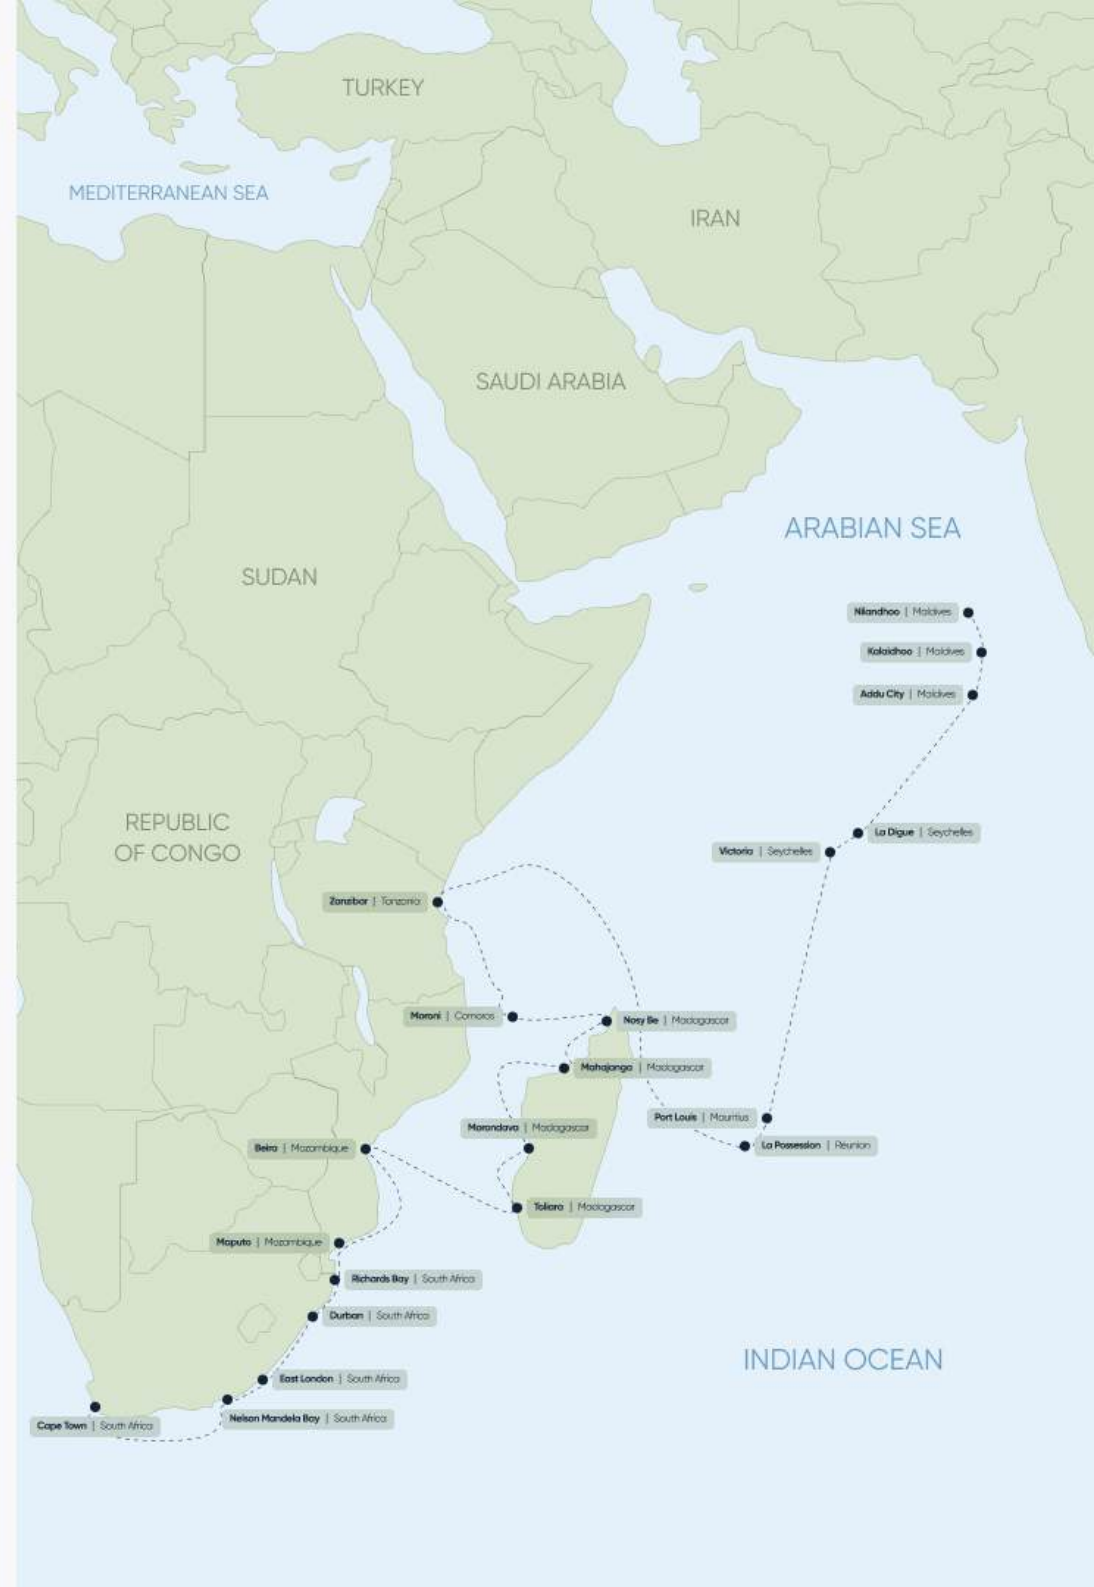 TURKEY
MEDITERRANEAN SEA
IRAN
SAUDI ARABIA
ARABIAN SEA
SUDAN
Nilandhoo | Maldives
Kolaidhoo | Maldives
Addu City | Maldives
REPUBLIC
OF CONGO
La Digue | Seychelles
Victoria | Seychelles
Zanzibar | Tanzania
Moroni | Comoros
Nosy Be | Madagascar
Mahajanga | Madagascar
Port Louis | Mauritius
Morondava | Madagascar
La Possession | Réunion
Beira | Mozambique
Toliara | Madagascar
Maputo | Mozambique
Richards Bay | South Africa
Durban | South Africa
INDIAN OCEAN
East London | South Africa
Nelson Mandela Bay | South Africa
Cape Town | South Africa